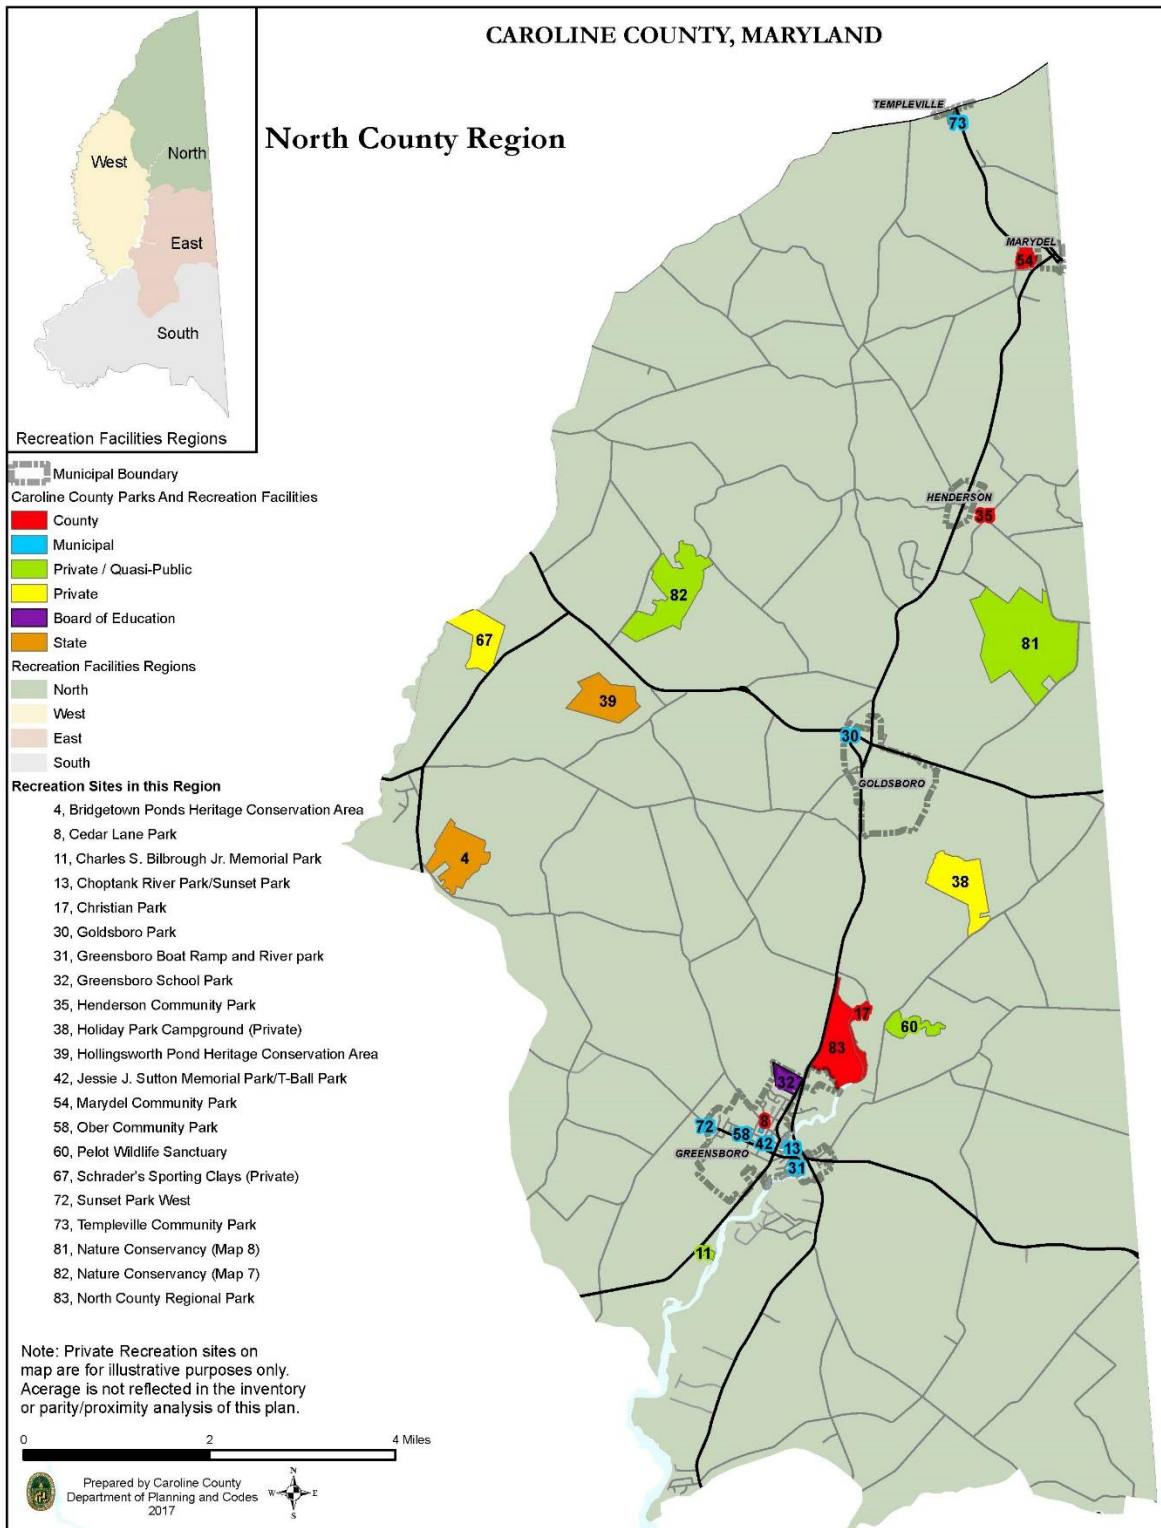 CAROLINE COUNTY, MARYLAND
North County Region
West
North
East
South
Recreation Facilities Regions
Municipal Boundary
Caroline County Parks And Recreation Facilities
County
Municipal
Private / Quasi-Public
Private
Board of Education
State
Recreation Facilities Regions
North
West
East
South
Recreation Sites in this Region
4, Bridgetown Ponds Heritage Conservation Area
8, Cedar Lane Park
11, Charles S. Bilbrough Jr. Memorial Park
13, Choptank River Park/Sunset Park
17, Christian Park
30, Goldsboro Park
31, Greensboro Boat Ramp and River park
32, Greensboro School Park
35, Henderson Community Park
38, Holiday Park Campground (Private)
39, Hollingsworth Pond Heritage Conservation Area
42, Jessie J. Sutton Memorial Park/T-Ball Park
54, Marydel Community Park
58, Ober Community Park
60, Pelot Wildlife Sanctuary
67, Schrader's Sporting Clays (Private)
72, Sunset Park West
73, Templeville Community Park
81, Nature Conservancy (Map 8)
82, Nature Conservancy (Map 7)
83, North County Regional Park
Note: Private Recreation sites on
map are for illustrative purposes only.
Acerage is not reflected in the inventory
or parity/proximity analysis of this plan.
0 2 4 Miles
Prepared by Caroline County
Department of Planning and Codes
2017
N
W E
S
TEMPLEVILLE
73
MARYDEL
54
HENDERSON
35
82
81
67
39
30
GOLDSBORO
4
38
17
60
83
32
8
72
58
42
13
GREENSBORO
31
11